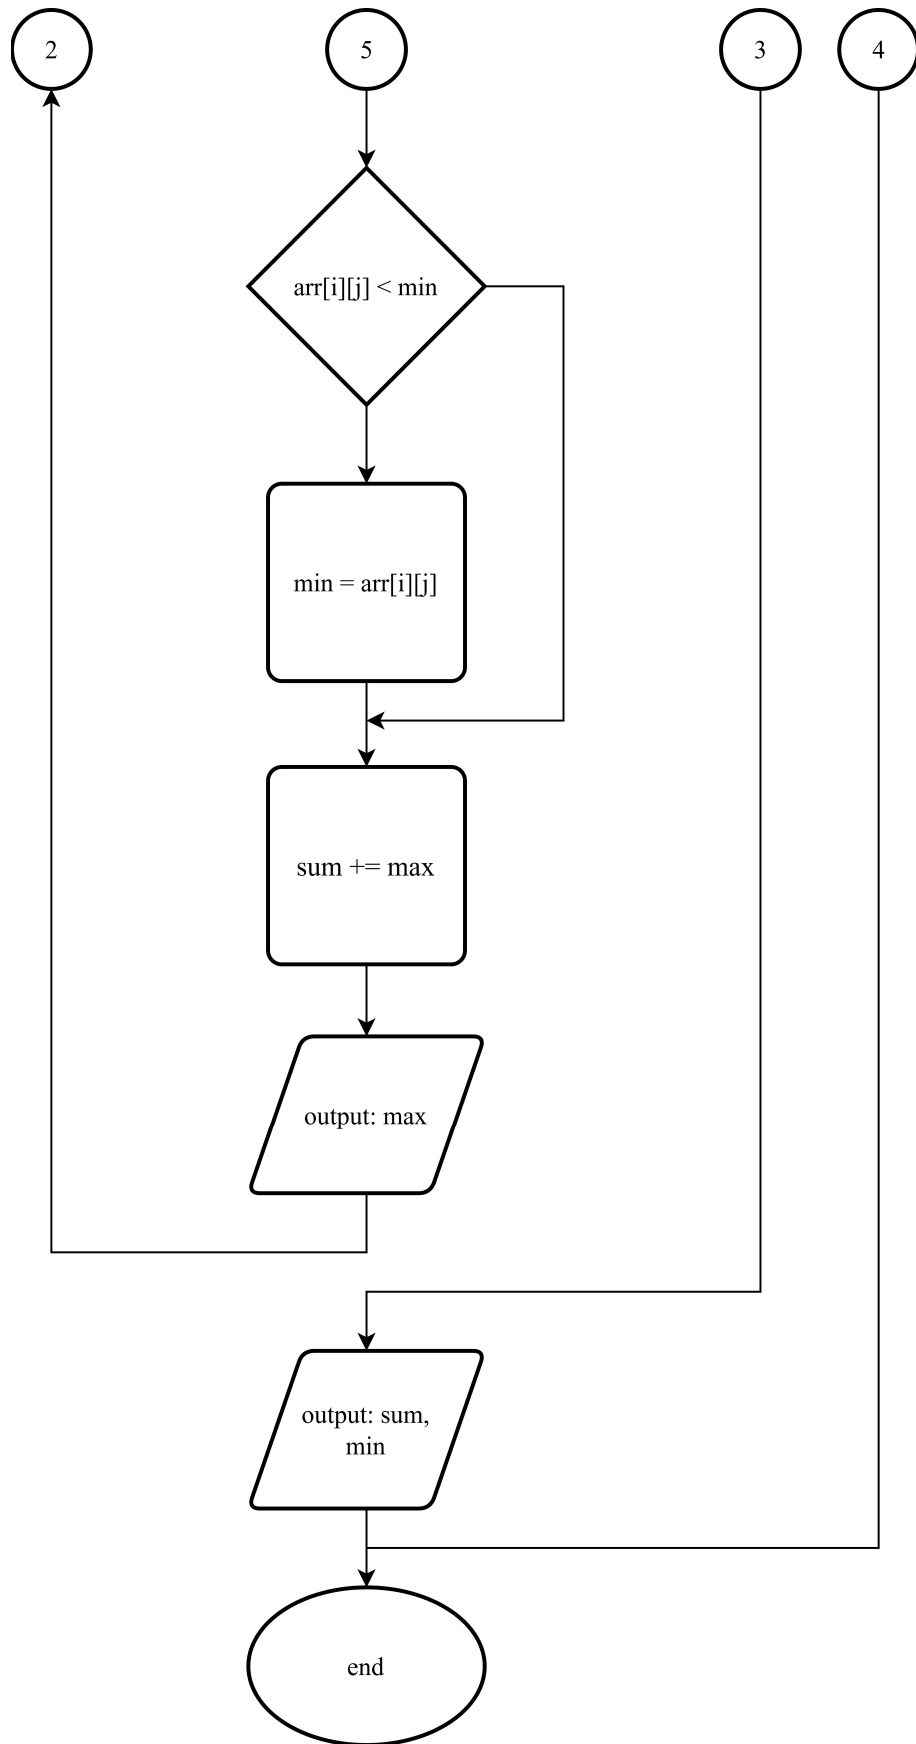 2
5
3
4
arr[i][j] < min
min = arr[i][j]
sum += max
output: max
output: sum,
min
end